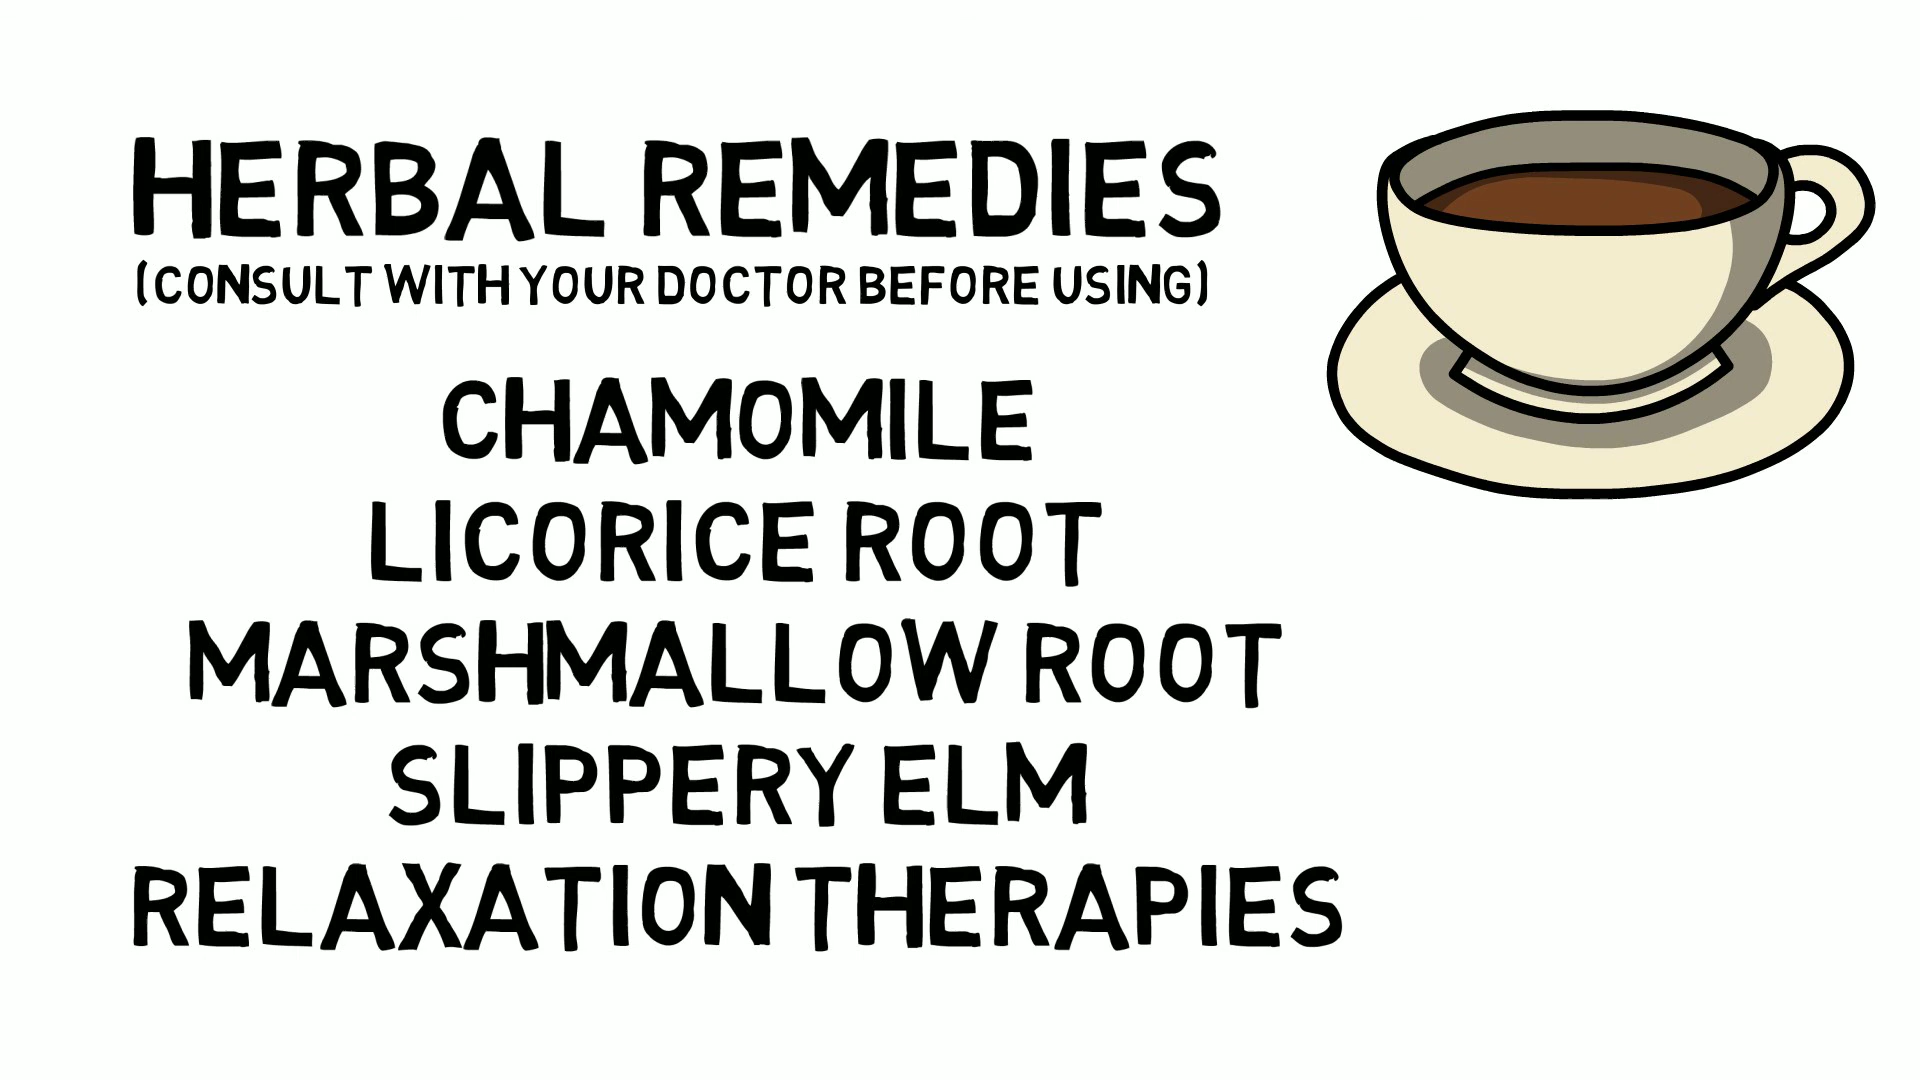 HERBAL REMEDIES
(CONSULT WITH YOUR DOCTOR BEFORE USING)
CHAMOMILE
LICORICE ROOT
MARSHMALLOW ROOT
SLIPPERY ELM
RELAXATION THERAPIES